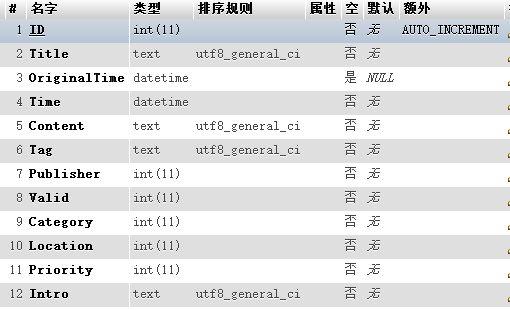 # 名字 类型 排序规则 属性 空 默认 额外
1 ID int(11) 否 无 AUTO_INCREMENT
2 Title text utf8_general_ci 否 无
3 OriginalTime datetime 是 NULL
4 Time datetime 否 无
5 Content text utf8_general_ci 否 无
6 Tag text utf8_general_ci 否 无
7 Publisher int(11) 否 无
8 Valid int(11) 否 无
9 Category int(11) 否 无
10 Location int(11) 否 无
11 Priority int(11) 否 无
12 Intro text utf8_general_ci 否 无